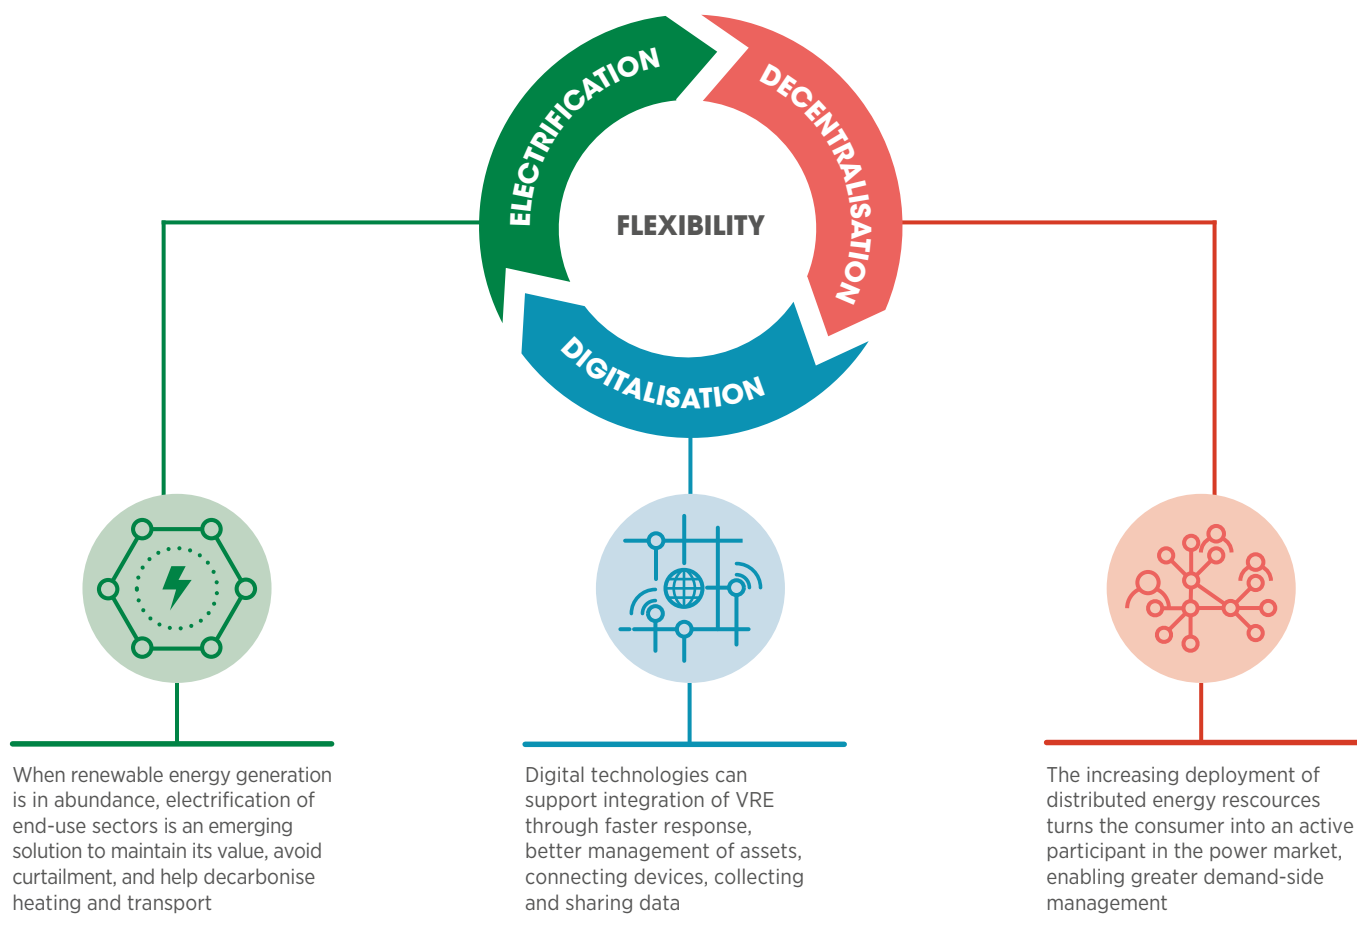 ELECTRIFICATION
DECENTRALISATION
FLEXIBILITY
DIGITALISATION
When renewable energy generation
is in abundance, electrification of
end-use sectors is an emerging
solution to maintain its value, avoid
curtailment, and help decarbonise
heating and transport
Digital technologies can
support integration of VRE
through faster response,
better management of assets,
connecting devices, collecting
and sharing data
The increasing deployment of
distributed energy rescources
turns the consumer into an active
participant in the power market,
enabling greater demand-side
management